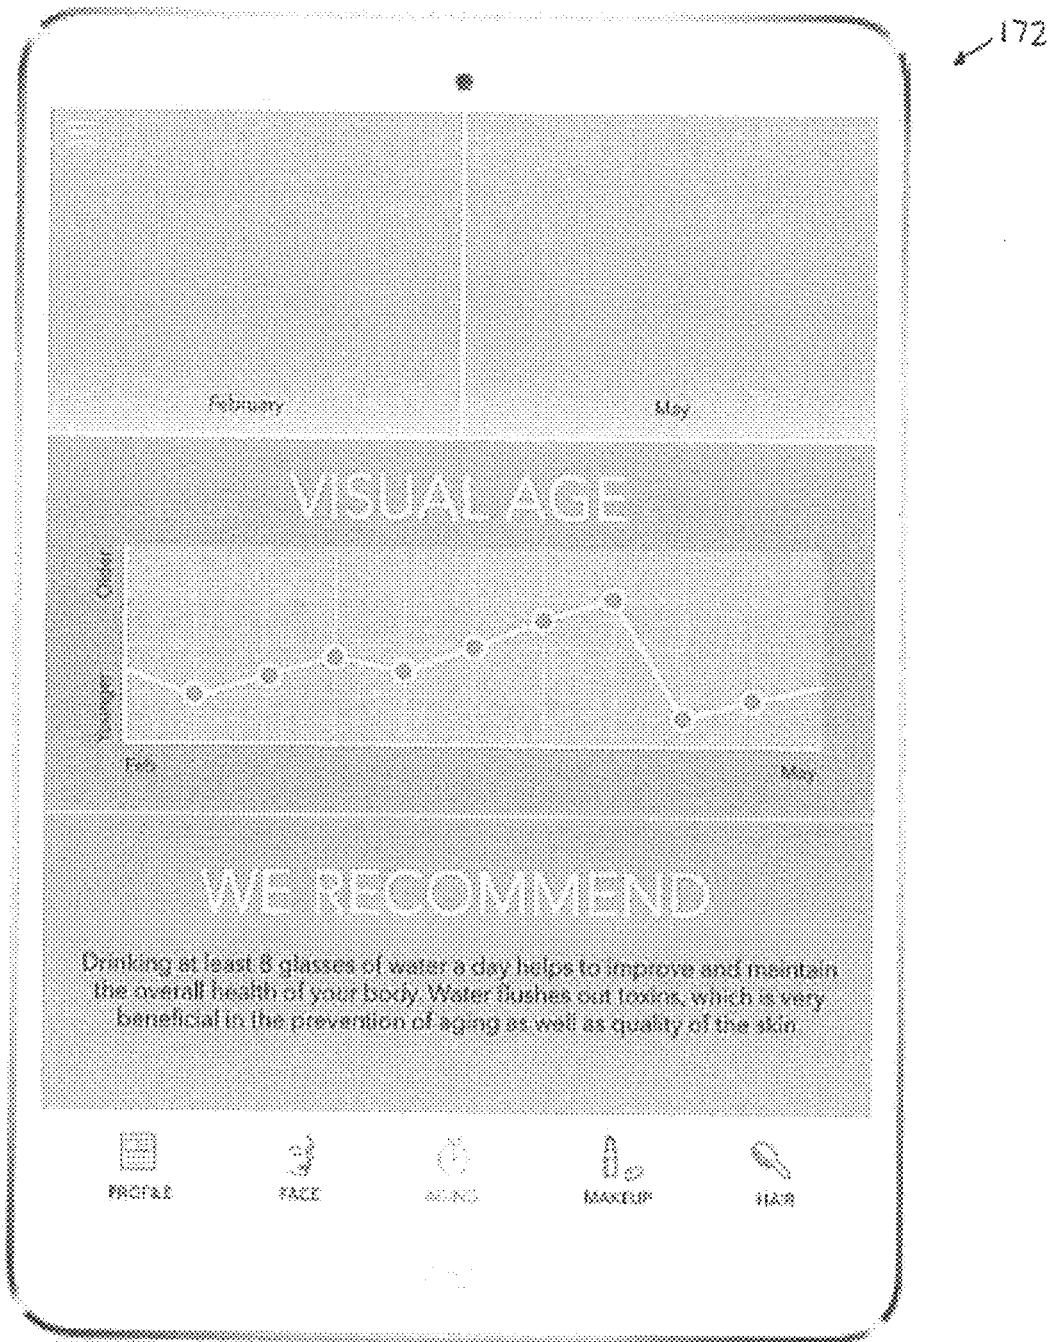 172
February
May
VISUAL AGE
Older
Younger
Feb
May
WE RECOMMEND
Drinking at least 8 glasses of water a day helps to improve and maintain
the overall health of your body. Water flushes out toxins, which is very
beneficial in the prevention of aging as well as quality of the skin.
PROFILE
FACE
AGING
MAKEUP
HAIR